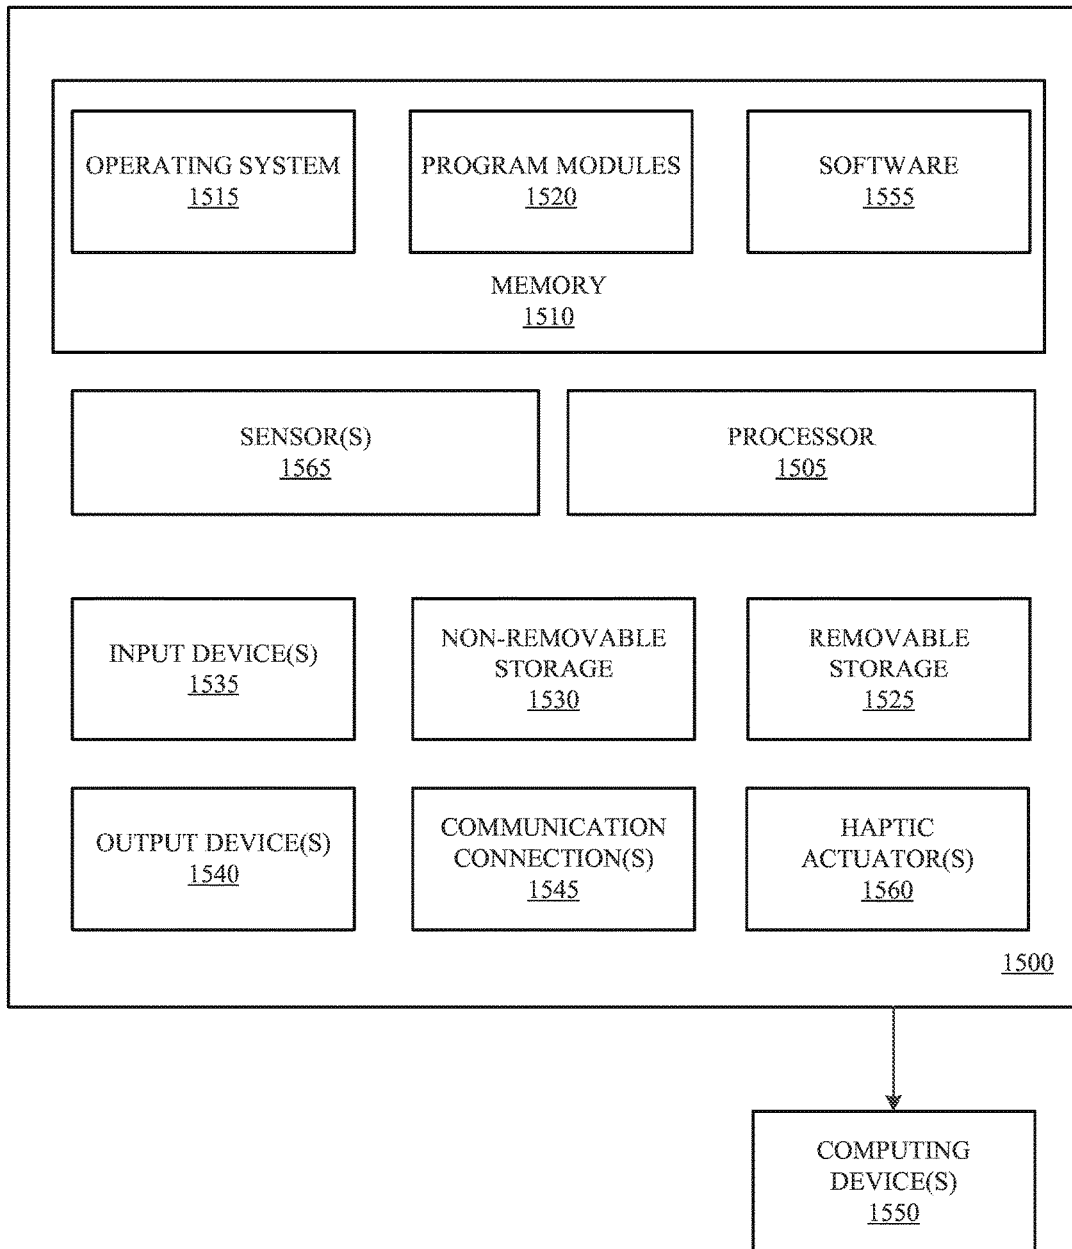 OPERATING SYSTEM
1515
PROGRAM MODULES
1520
SOFTWARE
1555
MEMORY
1510
SENSOR(S)
1565
PROCESSOR
1505
INPUT DEVICE(S)
1535
NON-REMOVABLE
STORAGE
1530
REMOVABLE
STORAGE
1525
OUTPUT DEVICE(S)
1540
COMMUNICATION
CONNECTION(S)
1545
HAPTIC
ACTUATOR(S)
1560
1500
COMPUTING
DEVICE(S)
1550